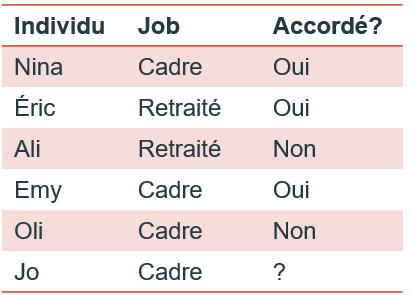 Individu Job Accordé?
Nina Cadre Oui
Éric Retraité Oui
Ali Retraité Non
Emy Cadre Oui
Oli Cadre Non
Jo Cadre ?